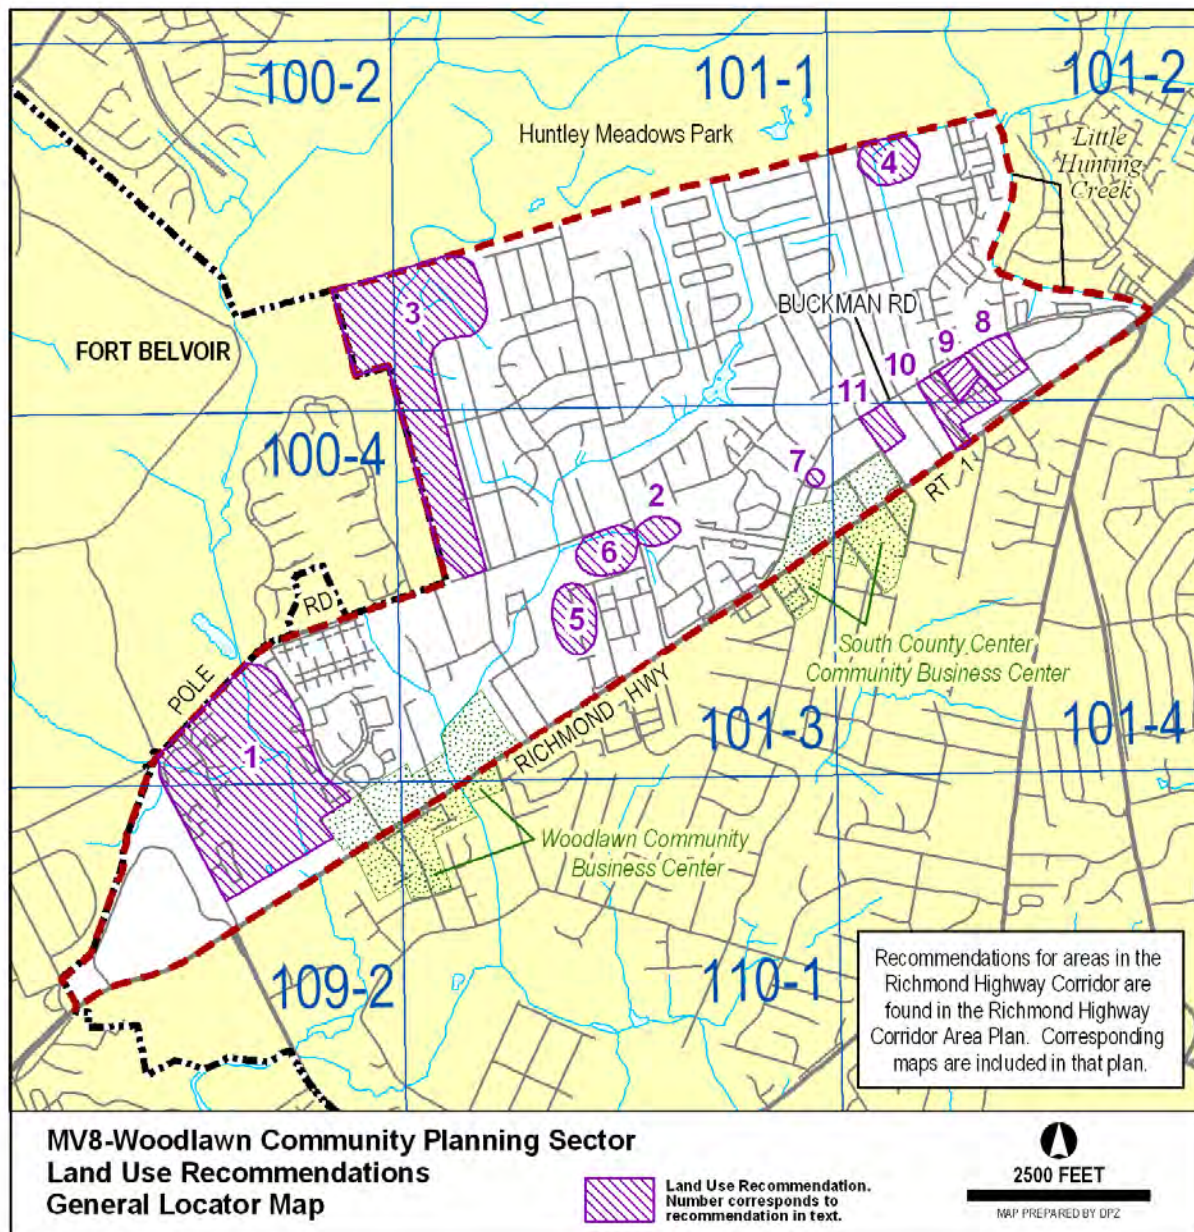 100-2
101-1
101-2
Huntley Meadows Park
Little
Hunting
Creek
4
3
BUCKMAN RD
FORT BELVOIR
8
9
10
11
100-4
7
RT 1
2
6
RD
5
South County Center
Community Business Center
POLE
RICHMOND HWY
101-3
101-4
1
Woodlawn Community
Business Center
109-2
110-1
Recommendations for areas in the
Richmond Highway Corridor are
found in the Richmond Highway
Corridor Area Plan. Corresponding
maps are included in that plan.
MV8-Woodlawn Community Planning Sector
Land Use Recommendations
General Locator Map
Land Use Recommendation.
Number corresponds to
recommendation in text.
2500 FEET
MAP PREPARED BY DPZ